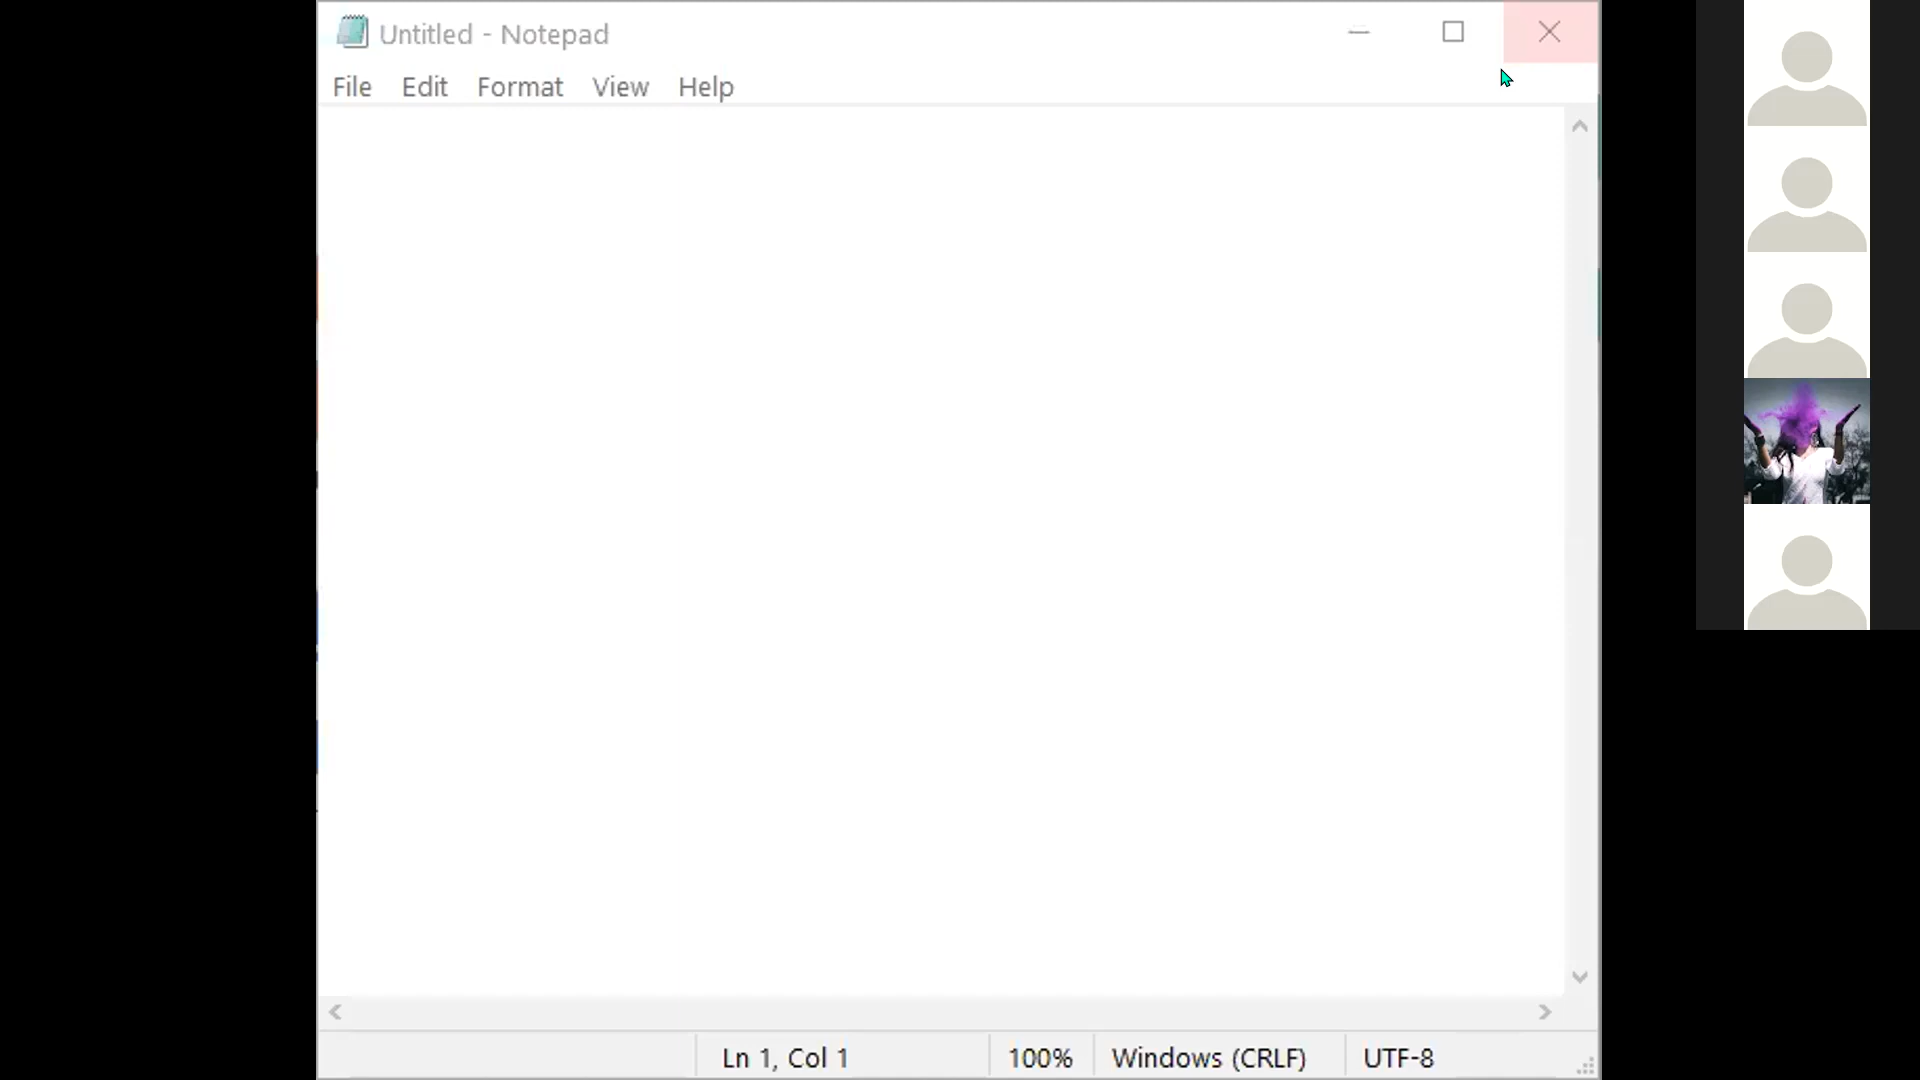 Untitled - Notepad
File Edit Format View Help
Ln 1, Col 1 100% Windows (CRLF) UTF-8